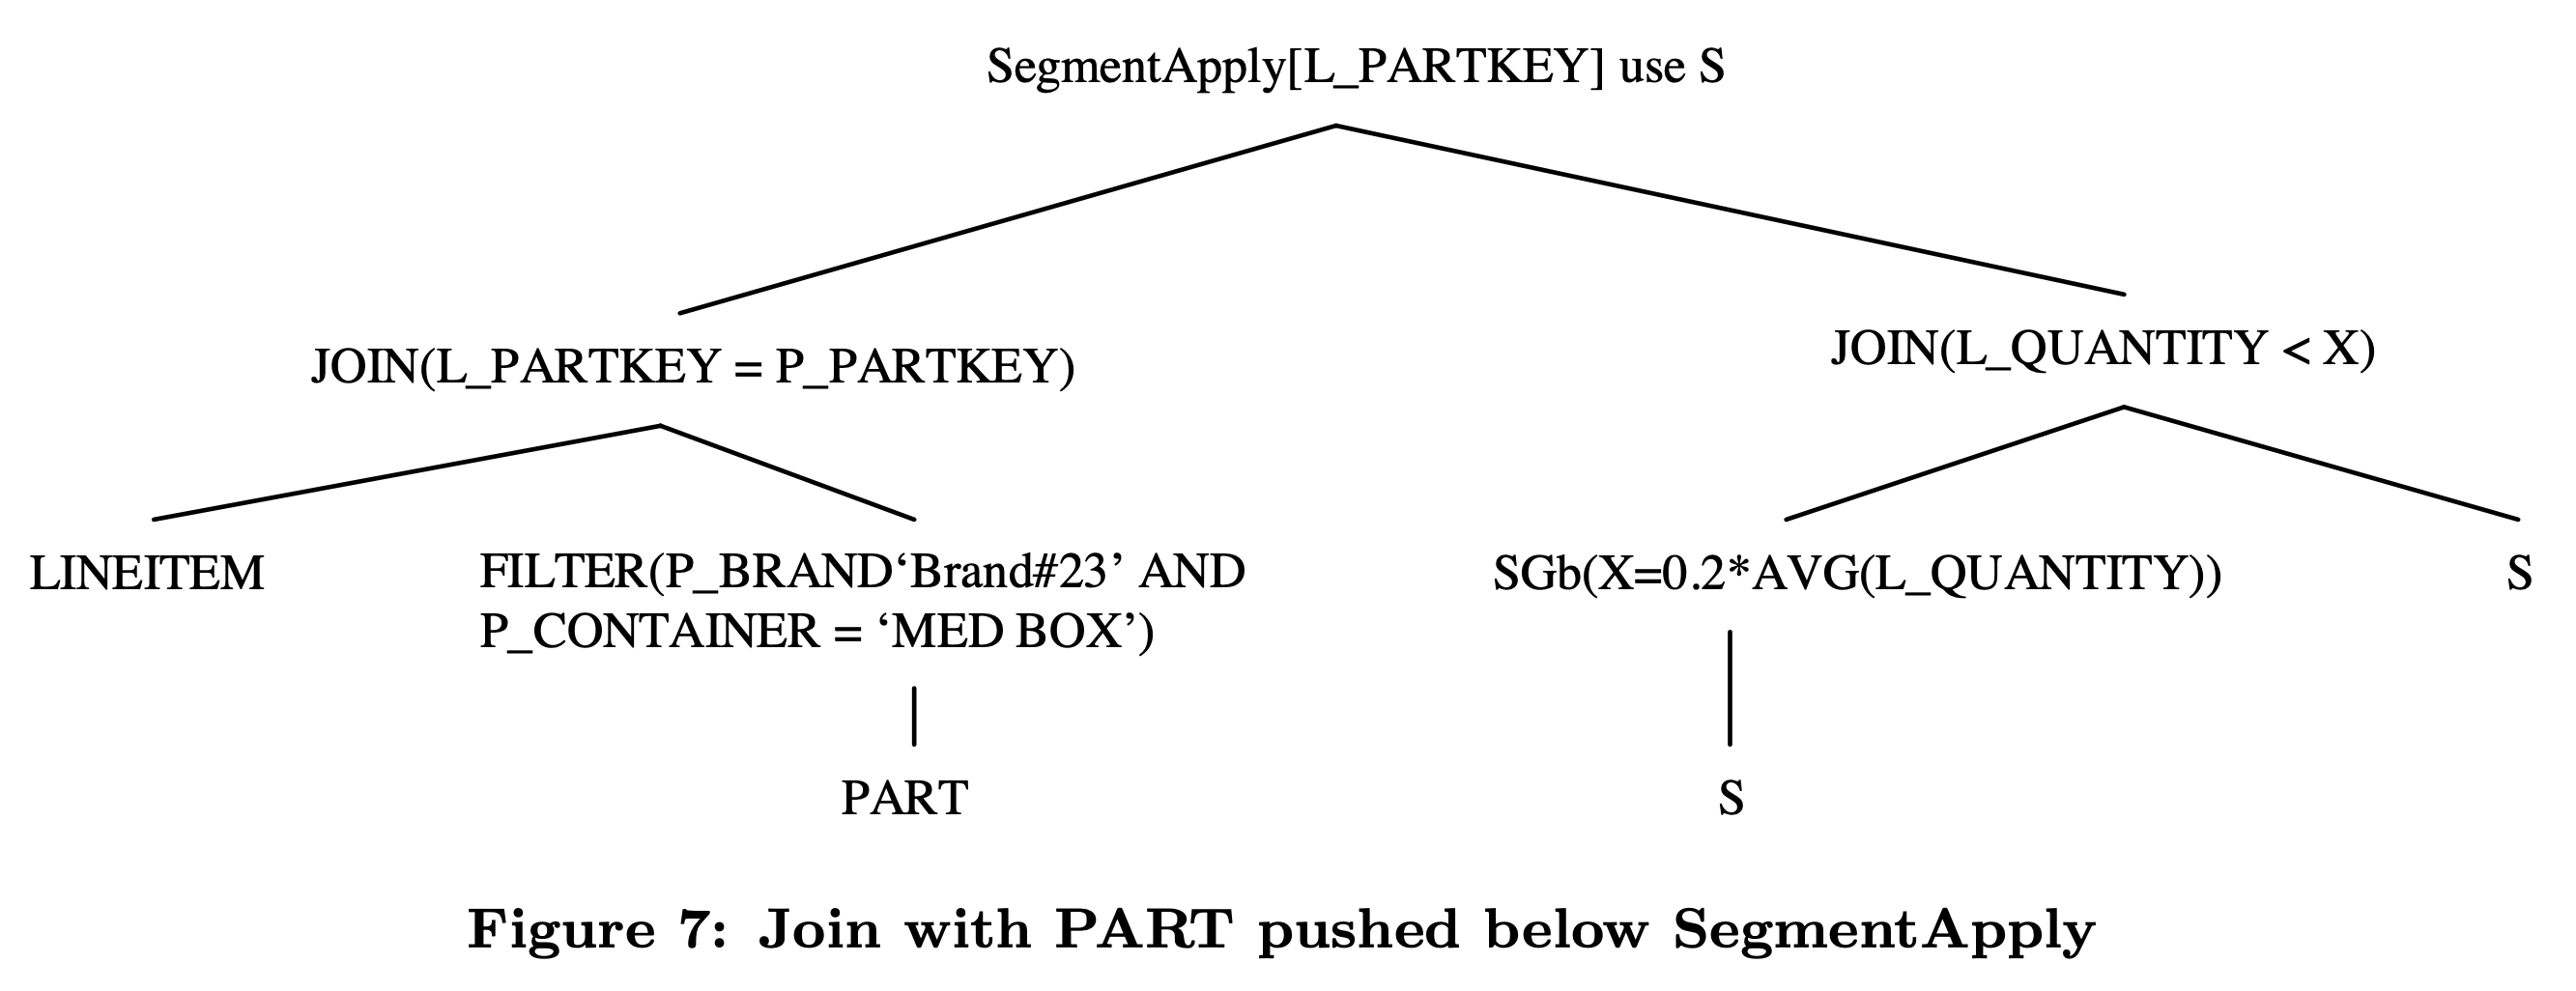 SegmentApply[L_PARTKEY] use S
JOIN(L_PARTKEY = P_PARTKEY)
JOIN(L_QUANTITY < X)
LINEITEM
FILTER(P_BRAND‘Brand#23’ AND
P_CONTAINER = ‘MED BOX’)
SGb(X=0.2*AVG(L_QUANTITY))
S
PART
S
Figure 7: Join with PART pushed below SegmentApply